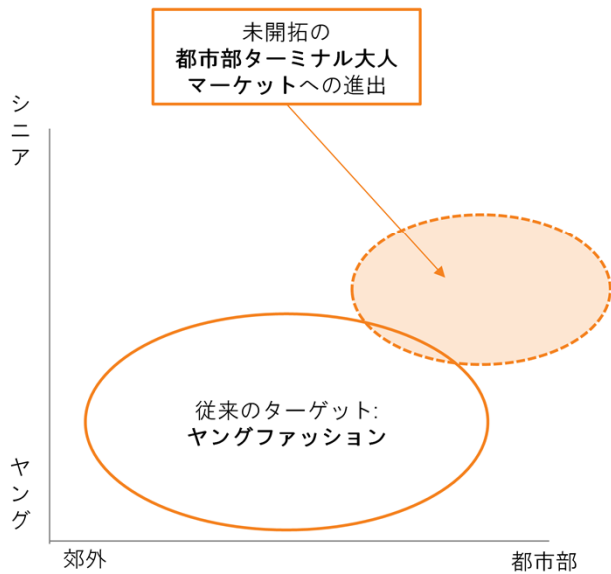 未開拓の
都市部ターミナル大人
マーケットへの進出
シニア
従来のターゲット:
ヤングファッション
ヤング
郊外
都市部